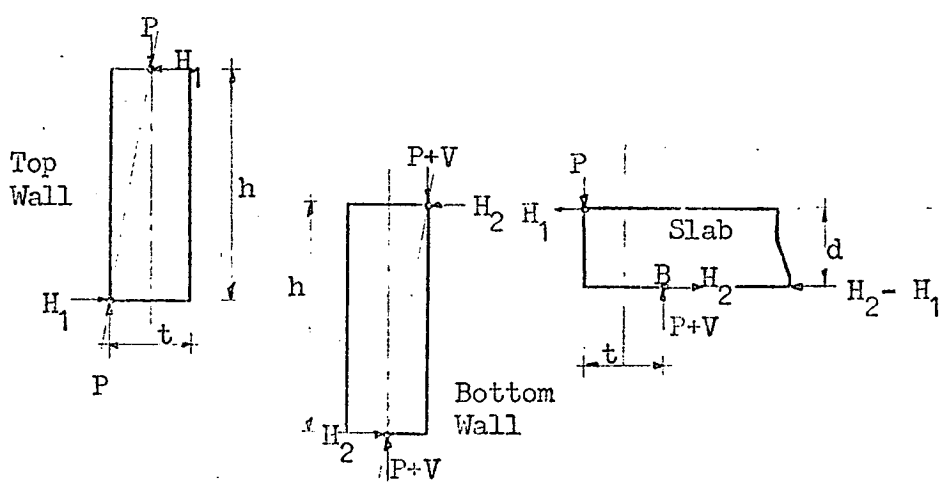 P
H1
Top
Wall
h
H1
t
P
P+V
H2
h
H2
P+V
Bottom
Wall
P
H1
Slab
d
B
H2
H2- H1
P+V
t